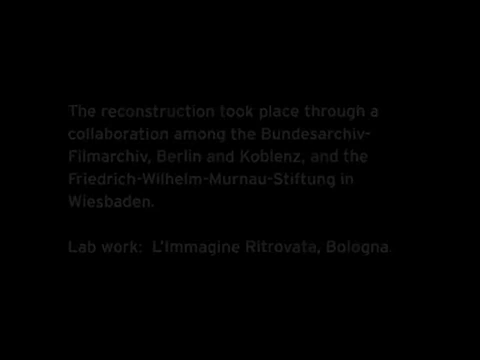 The reconstruction took place through a
collaboration among the Bundesarchiv-
Filmarchiv, Berlin and Koblenz, and the
Friedrich-Wilhelm-Murnau-Stiftung in
Wiesbaden.
Lab work: L'Immagine Ritrovata, Bologna.